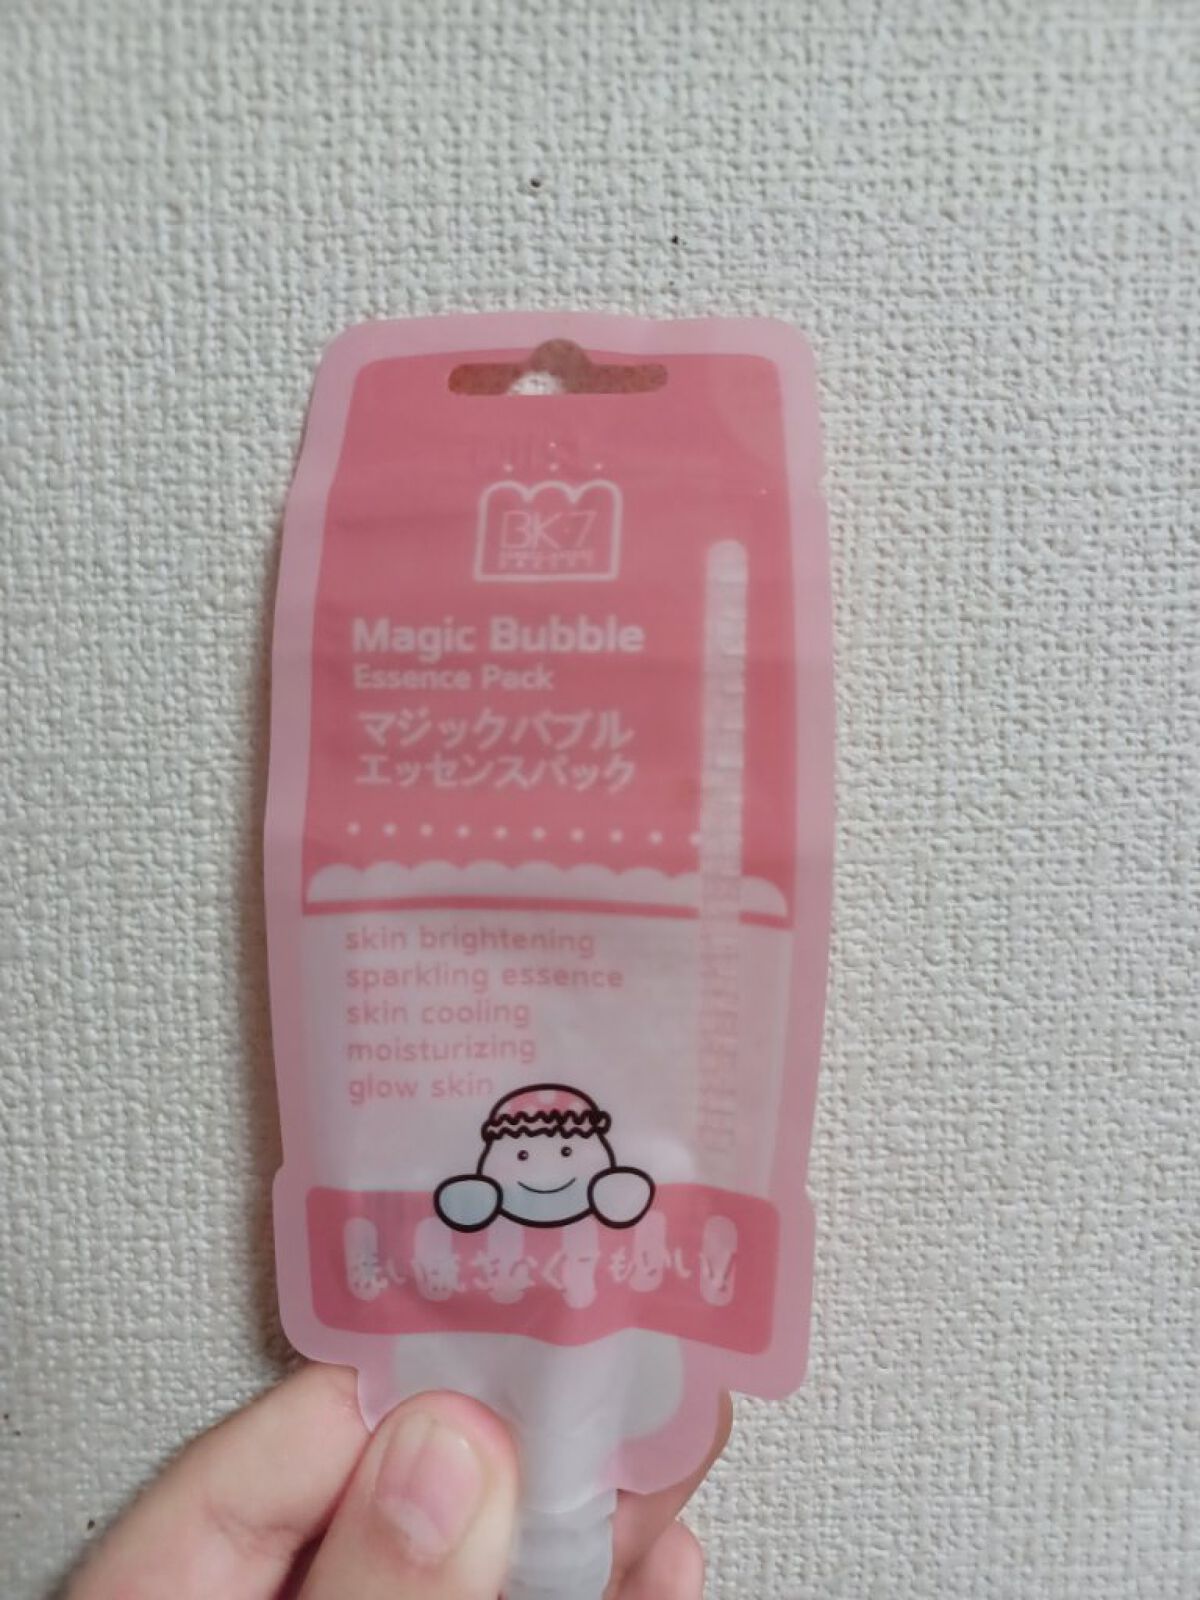 BK·7
Magic Bubble
Essence Pack
マジックバブル
エッセンスパック
skin brightening
sparkling essence
skin cooling
moisturizing
glow skin
洗い流さなくてもいい!